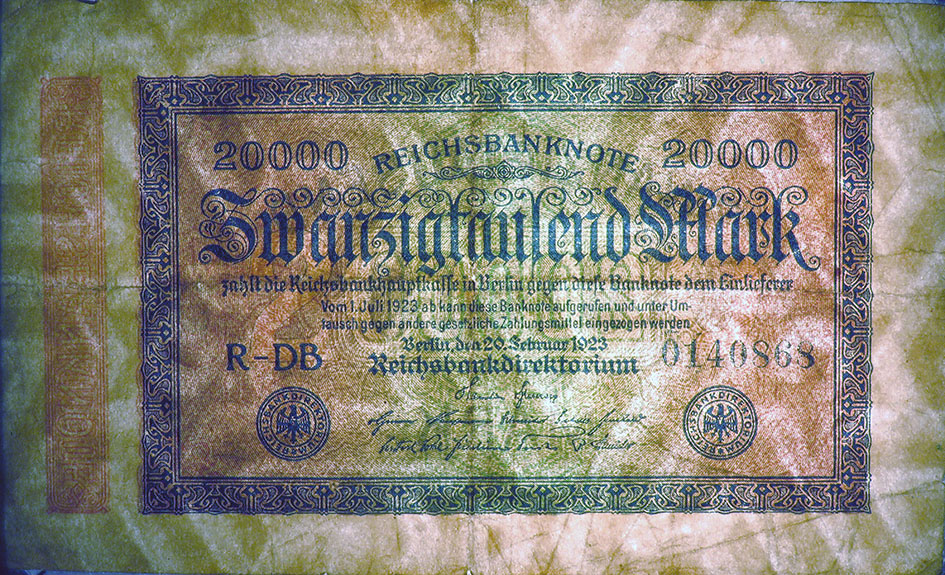 20000 REICHSBANKNOTE 20000
Zwanzigtausend Mark
zahlt die Reichsbankhauptkasse in Berlin gegen diese Banknote dem Einlieferer
Vom 1. Juli 1923 ab kann diese Banknote aufgerufen und unter Um-
tausch gegen andere gesetzliche Zahlungsmittel eingezogen werden
Berlin, den 20. Februar 1923
R-DB Reichsbankdirektorium 0140868
REICHSBANKDIREKTORIUM
REICHSBANKDIREKTORIUM